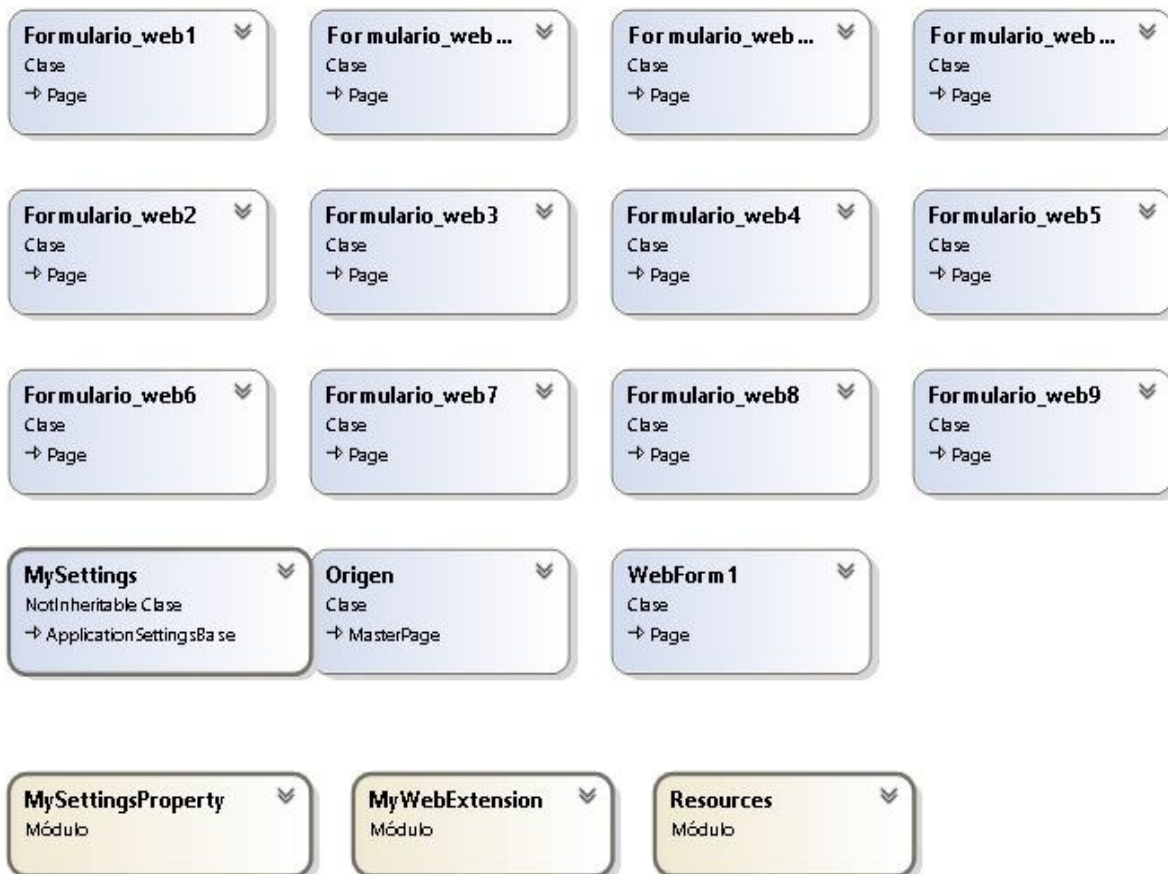 Formulario_web1
Clase
Page
Formulario_web...
Clase
Page
Formulario_web...
Clase
Page
Formulario_web...
Clase
Page
Formulario_web2
Clase
Page
Formulario_web3
Clase
Page
Formulario_web4
Clase
Page
Formulario_web5
Clase
Page
Formulario_web6
Clase
Page
Formulario_web7
Clase
Page
Formulario_web8
Clase
Page
Formulario_web9
Clase
Page
MySettings
NotInheritable Clase
ApplicationSettingsBase
Origen
Clase
MasterPage
WebForm1
Clase
Page
MySettingsProperty
Módulo
MyWebExtension
Módulo
Resources
Módulo